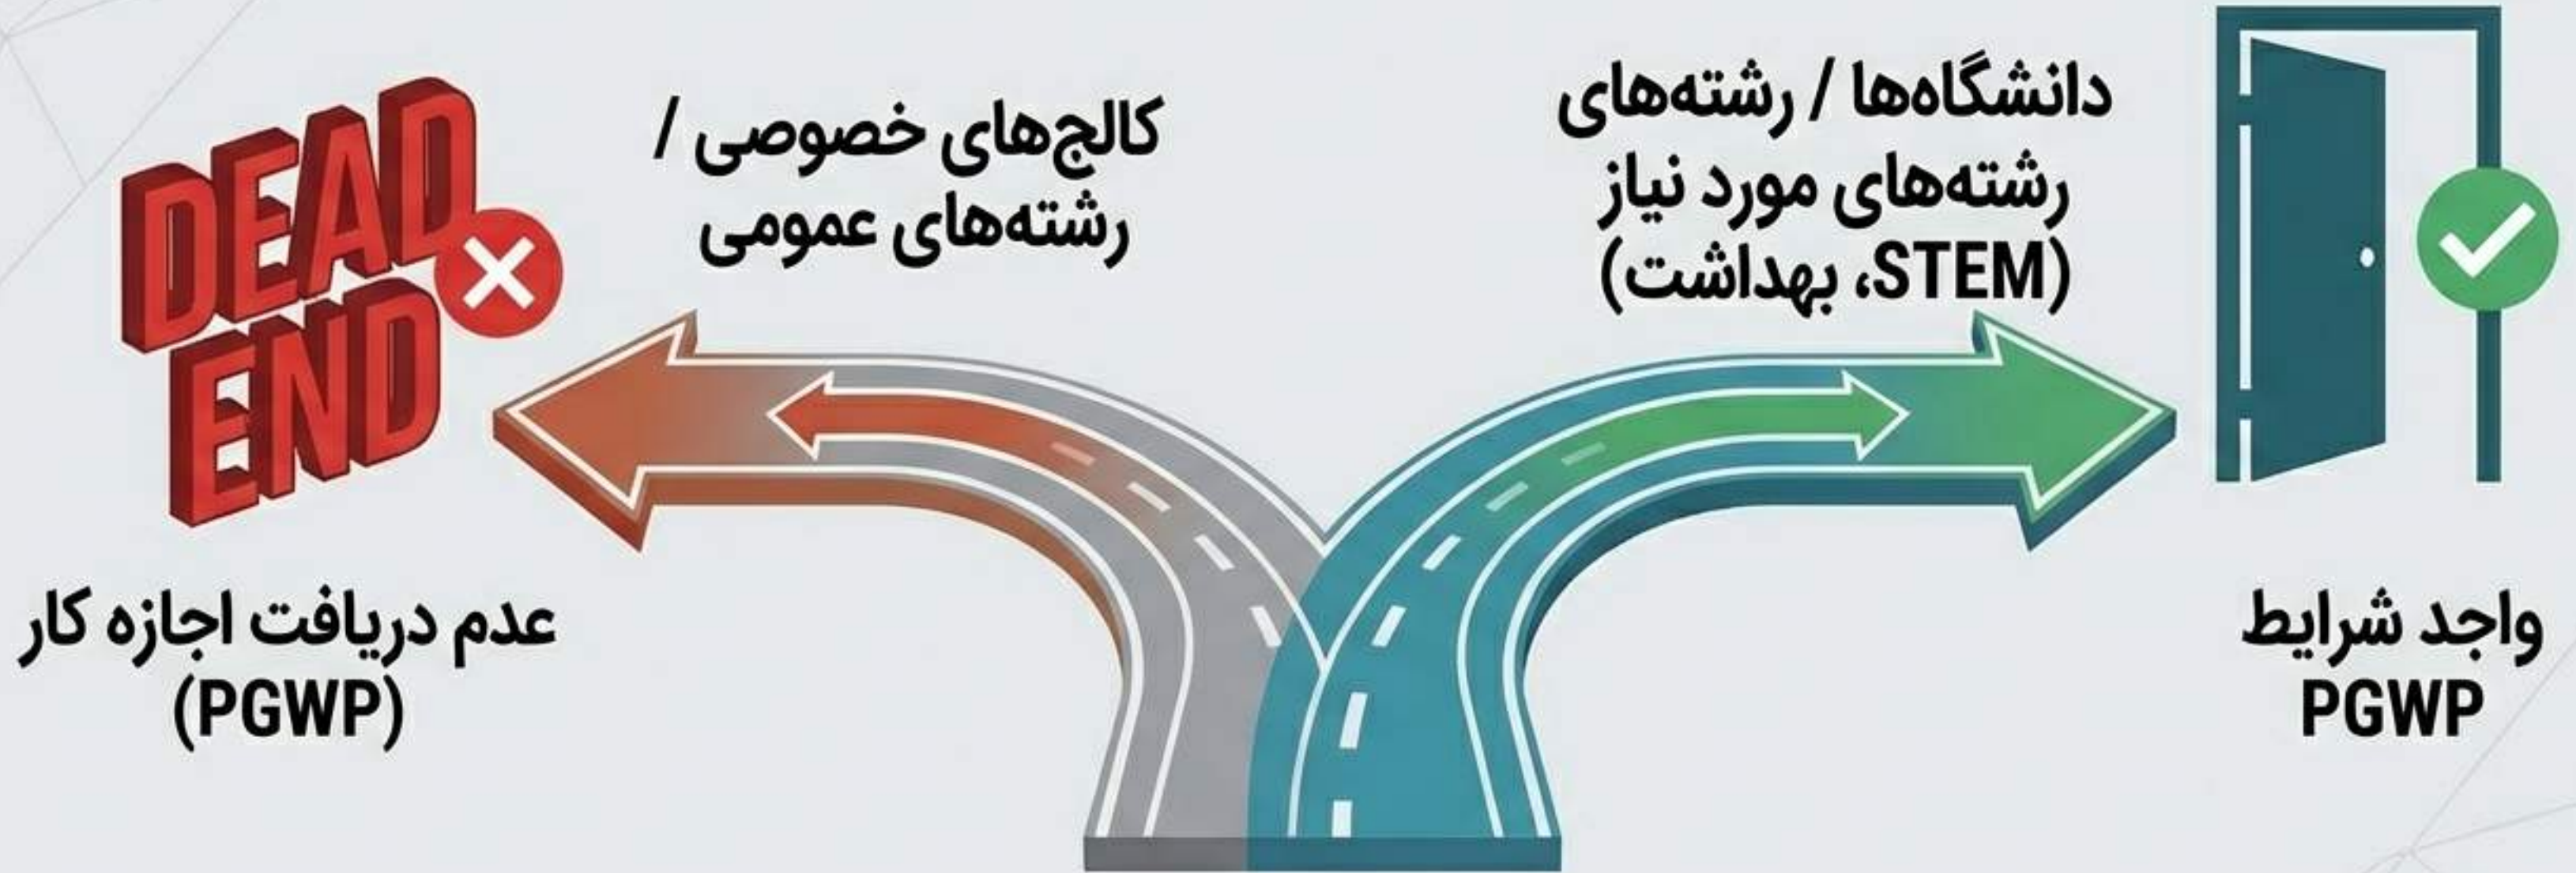 دانشگاه‌ها / رشته‌های
رشته‌های مورد نیاز
(STEM، بهداشت)
واجد شرایط
PGWP
کالج‌های خصوصی /
رشته‌های عمومی
DEAD
END
عدم دریافت اجازه کار
(PGWP)